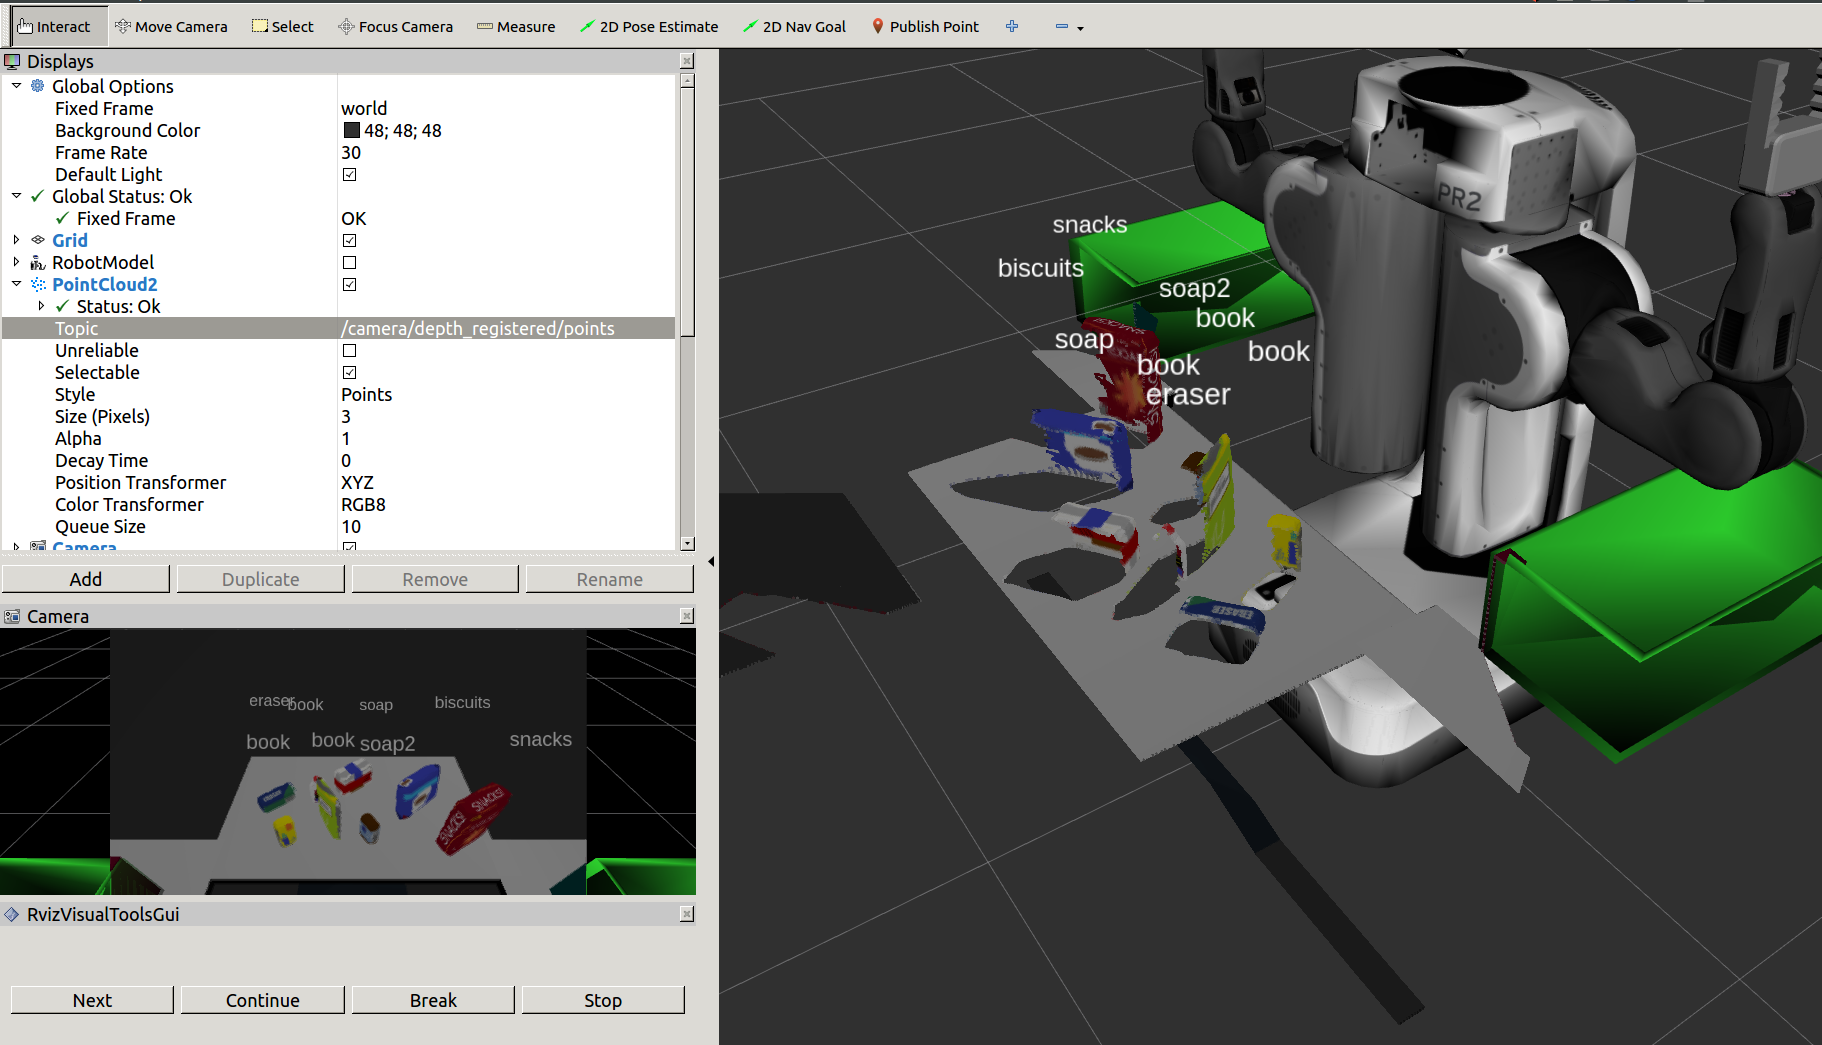 Interact Move Camera Select Focus Camera Measure 2D Pose Estimate 2D Nav Goal Publish Point
Displays
Global Options
Fixed Frame world
Background Color 48; 48; 48
Frame Rate 30
Default Light
Global Status: Ok
Fixed Frame OK
Grid
RobotModel
PointCloud2
Status: Ok
Topic /camera/depth_registered/points
Unreliable
Selectable
Style Points
Size (Pixels) 3
Alpha 1
Decay Time 0
Position Transformer XYZ
Color Transformer RGB8
Queue Size 10
Camera
Add Duplicate Remove Rename
Camera
eraser book soap biscuits
book book soap2 snacks
ERASER
SNACKS!
SNACKS!
RvizVisualToolsGui
Next Continue Break Stop
PR2
snacks
biscuits
soap2
book
soap
book
book
eraser
ERASER